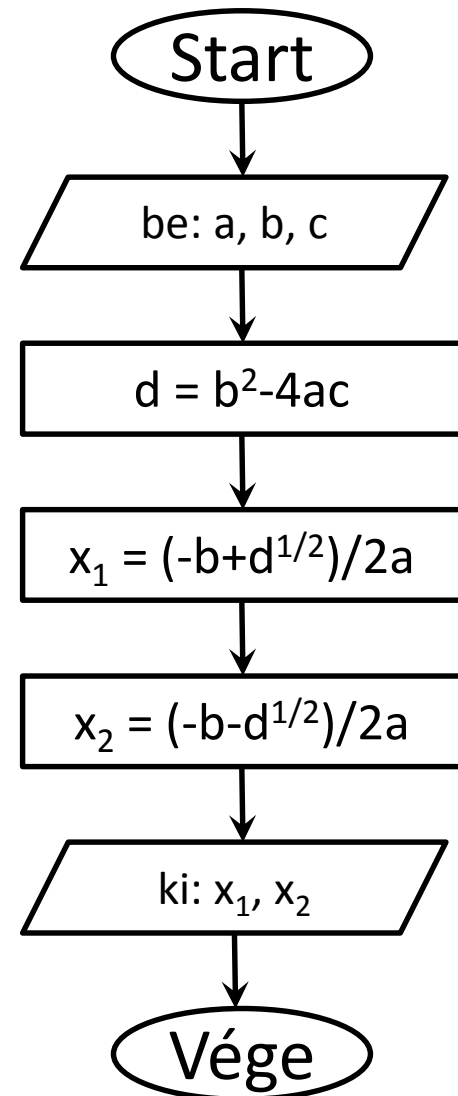 Start
be: a, b, c
d = b²-4ac
x₁ = (-b+d¹/²)/2a
x₂ = (-b-d¹/²)/2a
ki: x₁, x₂
Vége